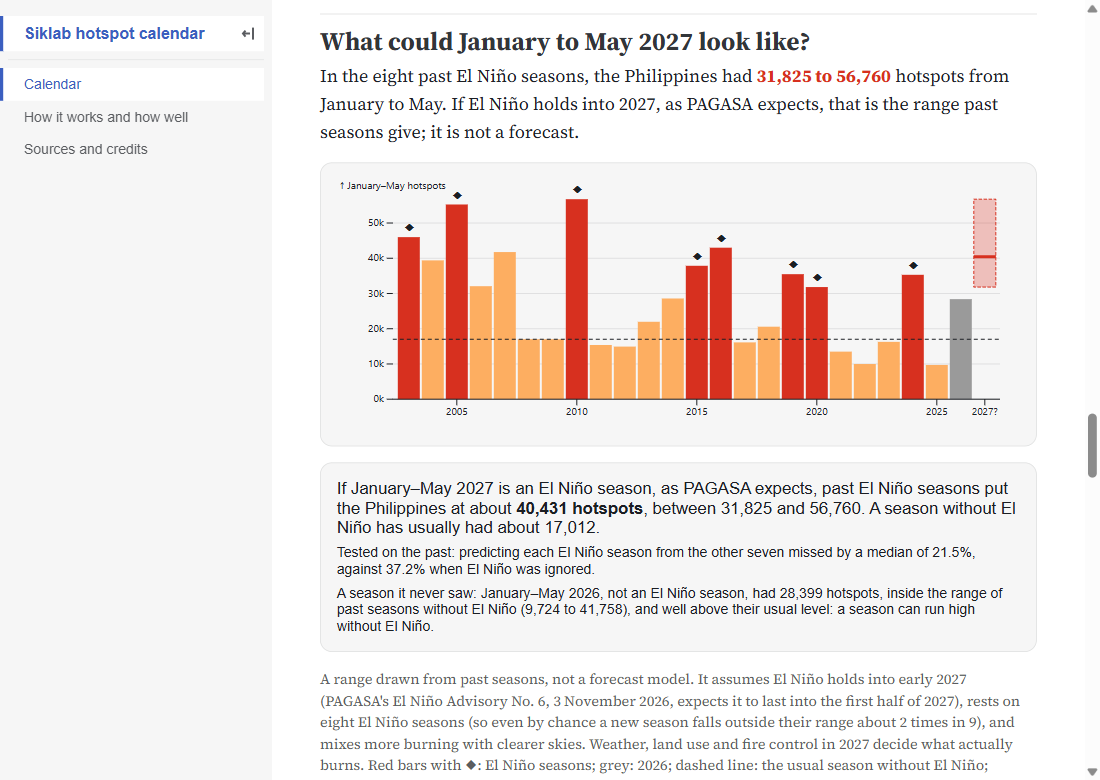 Siklab hotspot calendar
Calendar
How it works and how well
Sources and credits
What could January to May 2027 look like?
In the eight past El Niño seasons, the Philippines had 31,825 to 56,760 hotspots from
January to May. If El Niño holds into 2027, as PAGASA expects, that is the range past
seasons give; it is not a forecast.
↑ January–May hotspots
50k
40k
30k
20k
10k
0k
2005
2010
2015
2020
2025
2027?
If January–May 2027 is an El Niño season, as PAGASA expects, past El Niño seasons put
the Philippines at about 40,431 hotspots, between 31,825 and 56,760. A season without El
Niño has usually had about 17,012.
Tested on the past: predicting each El Niño season from the other seven missed by a median of 21.5%,
against 37.2% when El Niño was ignored.
A season it never saw: January–May 2026, not an El Niño season, had 28,399 hotspots, inside the range of
past seasons without El Niño (9,724 to 41,758), and well above their usual level: a season can run high
without El Niño.
A range drawn from past seasons, not a forecast model. It assumes El Niño holds into early 2027
(PAGASA's El Niño Advisory No. 6, 3 November 2026, expects it to last into the first half of 2027), rests on
eight El Niño seasons (so even by chance a new season falls outside their range about 2 times in 9), and
mixes more burning with clearer skies. Weather, land use and fire control in 2027 decide what actually
burns. Red bars with ◆: El Niño seasons; grey: 2026; dashed line: the usual season without El Niño;